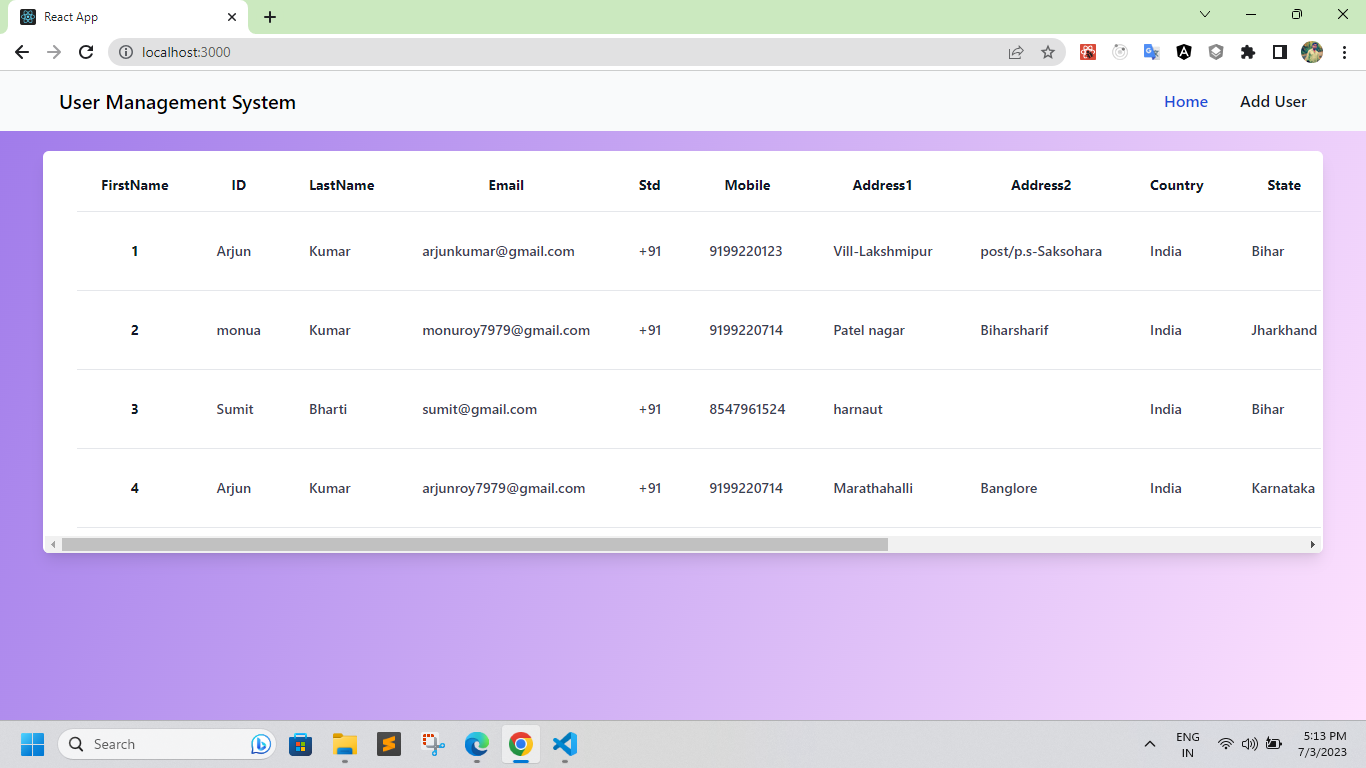 React App
localhost:3000
User Management System Home Add User
FirstName ID LastName Email Std Mobile Address1 Address2 Country State
1 Arjun Kumar arjunkumar@gmail.com +91 9199220123 Vill-Lakshmipur post/p.s-Saksohara India Bihar
2 monua Kumar monuroy7979@gmail.com +91 9199220714 Patel nagar Biharsharif India Jharkhand
3 Sumit Bharti sumit@gmail.com +91 8547961524 harnaut India Bihar
4 Arjun Kumar arjunroy7979@gmail.com +91 9199220714 Marathahalli Banglore India Karnataka
Search
ENG
IN
5:13 PM
7/3/2023